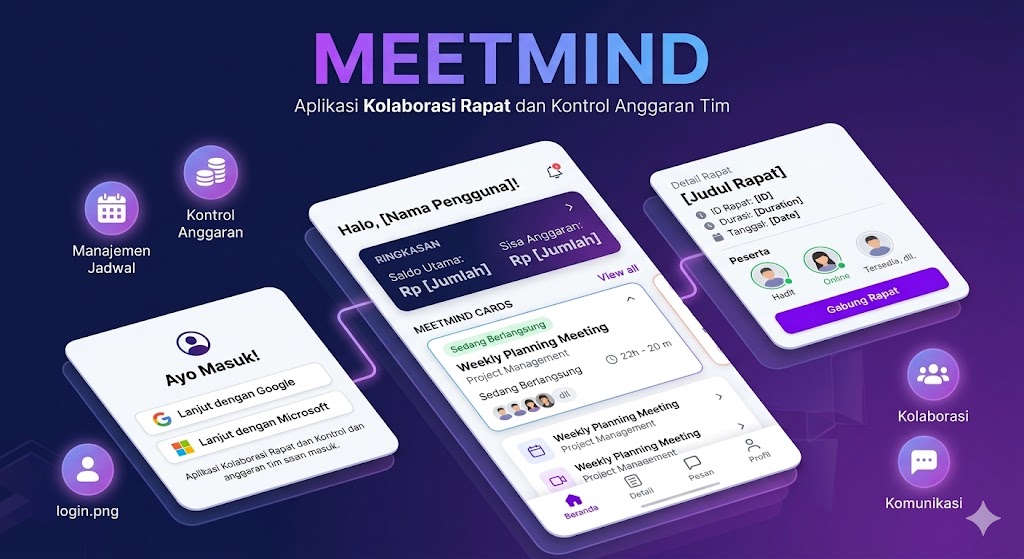 MEETMIND
Aplikasi Kolaborasi Rapat dan Kontrol Anggaran Tim
Manajemen
Jadwal
Kontrol
Anggaran
Ayo Masuk!
Lanjut dengan Google
Lanjut dengan Microsoft
Aplikasi Kolaborasi Rapat dan Kontrol dan
anggaran tim saan masuk.
login.png
Halo, [Nama Pengguna]!
RINGKASAN
Saldo Utama:
Rp [Jumlah]
Sisa Anggaran:
Rp [Jumlah]
View all
MEETMIND CARDS
Sedang Berlangsung
Weekly Planning Meeting
Project Management
Sedang Berlangsung
22h - 20 m
dll
Weekly Planning Meeting
Project Management
Weekly Planning Meeting
Project Management
Beranda
Detail
Pesan
Profil
Detail Rapat
[Judul Rapat]
ID Rapat: [ID]
Durasi: [Duration]
Tanggal: [Date]
Peserta
Hadit
Online
Tersedia, dll.
Gabung Rapat
Kolaborasi
Komunikasi